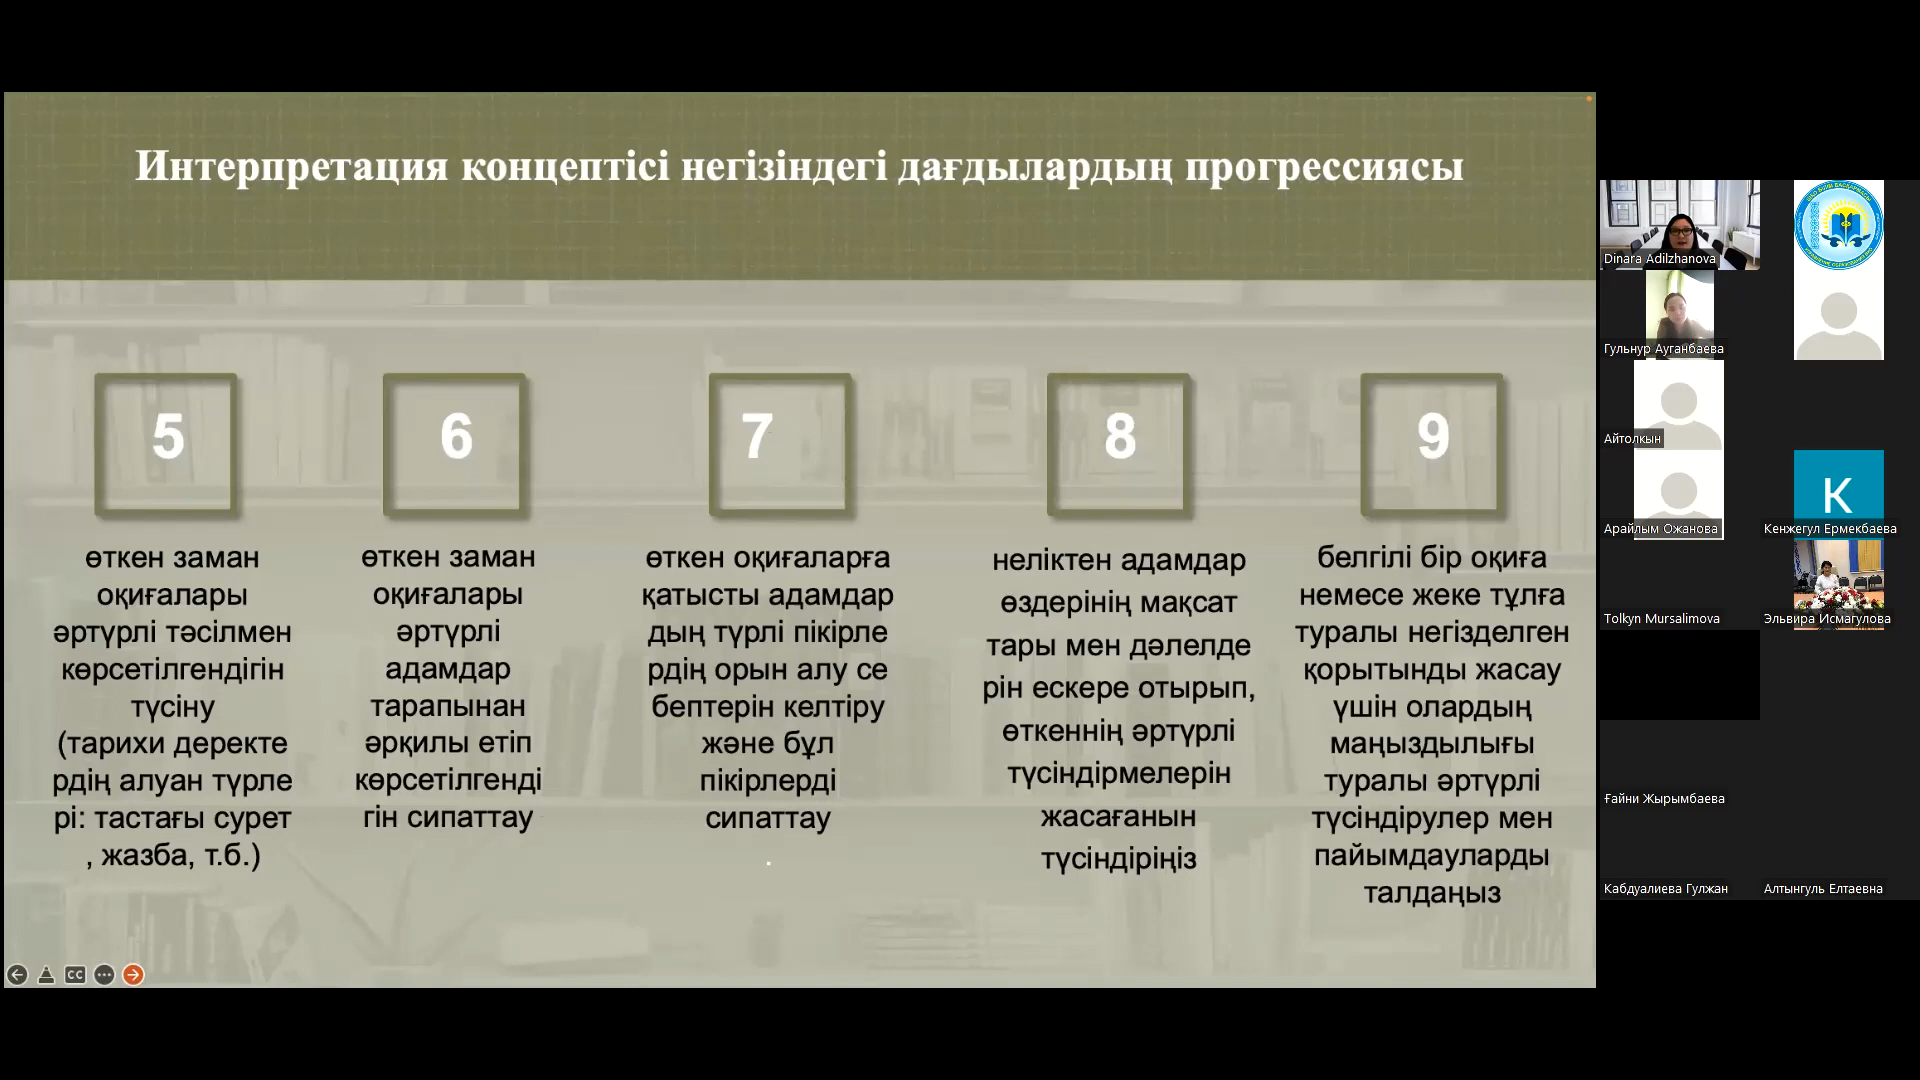 Интерпретация концептісі негізіндегі дағдылардың прогрессиясы
5
өткен заман
оқиғалары
әртүрлі тәсілмен
көрсетілгендігін
түсіну
(тарихи деректе
рдің алуан түрле
рі: тастағы сурет
, жазба, т.б.)
6
өткен заман
оқиғалары
әртүрлі
адамдар
тарапынан
әрқилы етіп
көрсетілгенді
гін сипаттау
7
өткен оқиғаларға
қатысты адамдар
дың түрлі пікірле
рдің орын алу се
бептерін келтіру
және бұл
пікірлерді
сипаттау
.
8
неліктен адамдар
өздерінің мақсат
тары мен дәлелде
рін ескере отырып,
өткеннің әртүрлі
түсіндірмелерін
жасағанын
түсіндіріңіз
9
белгілі бір оқиға
немесе жеке тұлға
туралы негізделген
қорытынды жасау
үшін олардың
маңыздылығы
туралы әртүрлі
түсіндірулер мен
пайымдауларды
талдаңыз
CC
Dinara Adilzhanova
Гульнур Ауганбаева
Айтолкын
Арайлым Ожанова
K
Кенжегул Ермекбаева
Tolkyn Mursalimova
Эльвира Исмагулова
Ғайни Жырымбаева
Кабдуалиева Гулжан
Алтынгуль Елтаевна